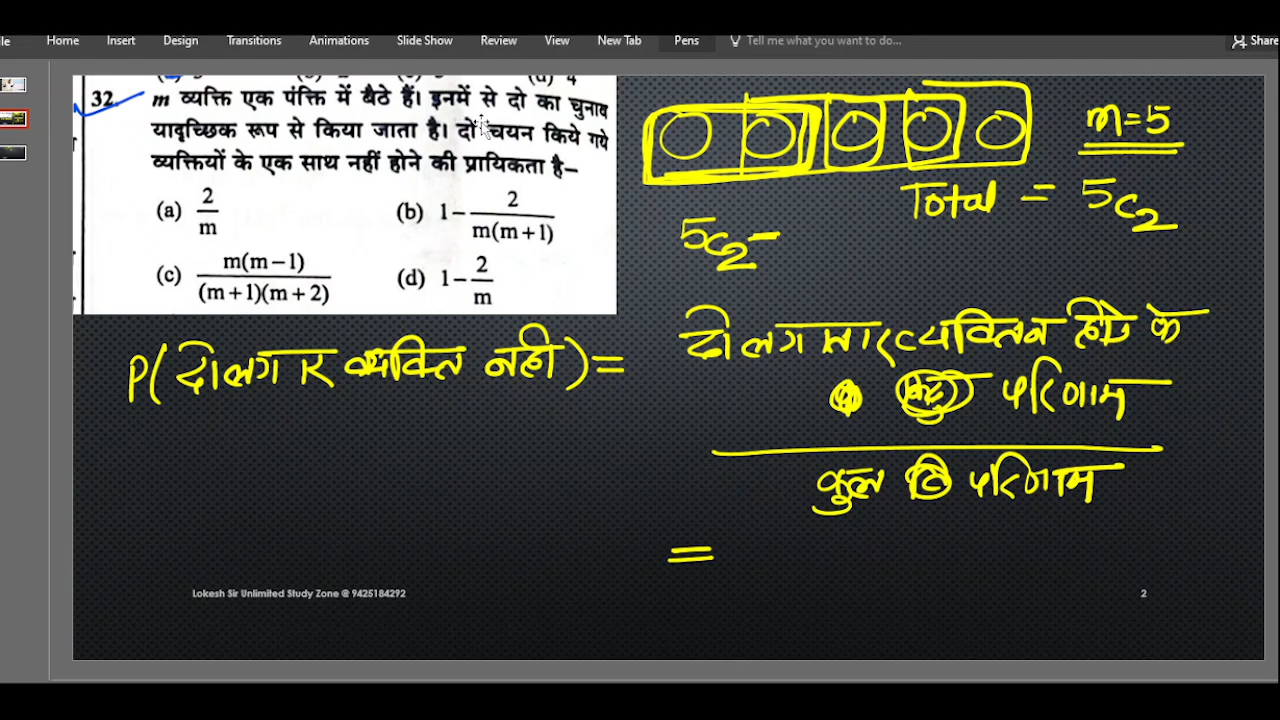 Home Insert Design Transitions Animations Slide Show Review View New Tab Pens Tell me what you want to do... Share
32. m व्यक्ति एक पंक्ति में बैठे हैं। इनमें से दो का चुनाव
यादृच्छिक रूप से किया जाता है। दो चयन किये गये
व्यक्तियों के एक साथ नहीं होने की प्रायिकता है–
(a) 2/m (b) 1 - 2/m(m+1)
(c) m(m-1)/(m+1)(m+2) (d) 1 - 2/m
m=5
Total = 5C2
5C2 -
P( दो लगातार व्यक्ति नहीं ) =
दो लगातार व्यक्ति न होने के
परिणाम
कुल परिणाम
=
Lokesh Sir Unlimited Study Zone @ 9425184292
2